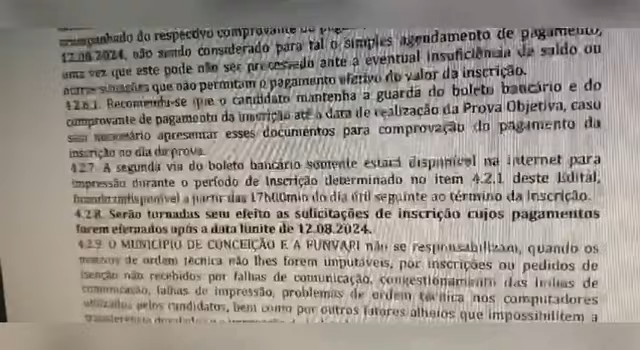 acompanhado do respectivo comprovante de
12.08.2024, não sendo considerado para tal o simples agendamento de pagamento,
uma vez que este pode não ser processado ante a eventual insuficiência de saldo ou
outras situações que não permitam o pagamento efetivo do valor da inscrição.
4.2.6.1. Recomenda-se que o candidato mantenha a guarda do boleto bancário e do
comprovante de pagamento da inscrição até a data de realização da Prova Objetiva, caso
seja necessário apresentar esses documentos para comprovação do pagamento da
inscrição no dia da prova.
4.2.7. A segunda via do boleto bancário somente estará disponível na internet para
impressão durante o período de Inscrição determinado no item 4.2.1 deste Edital,
ficando indisponível a partir das 17h00min do dia útil seguinte ao término da Inscrição.
4.2.8. Serão tornadas sem efeito as solicitações de inscrição cujos pagamentos
forem efetuados após a data limite de 12.08.2024.
4.2.9. O MUNICÍPIO DE CONCEIÇÃO E A FUNVAPI não se responsabilizam, quando os
motivos de ordem técnica não lhes forem imputáveis, por inscrições ou pedidos de
isenção não recebidos por falhas de comunicação, congestionamento das linhas de
comunicação, falhas de impressão, problemas de ordem técnica nos computadores
utilizados pelos candidatos, bem como por outros fatores alheios que impossibilitem a
transferência